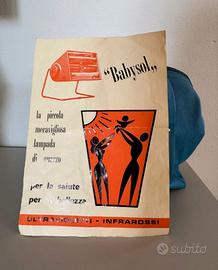 "Babysol"
la piccola
meravigliosa
lampada
di quarzo
per la salute
per la bellezza
ULTRAVIOLETTI - INFRAROSSI
subito